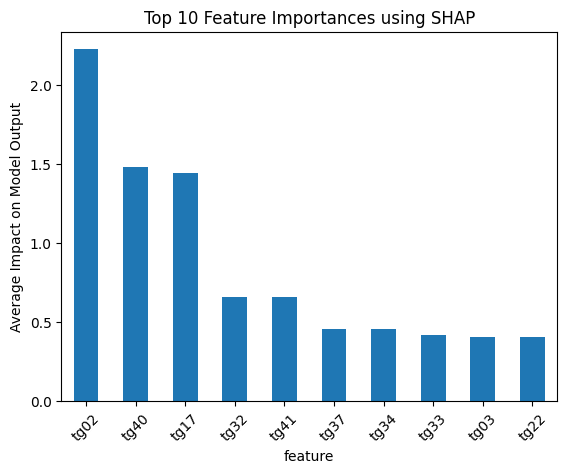 Top 10 Feature Importances using SHAP
Average Impact on Model Output
2.0
1.5
1.0
0.5
0.0
tg02 tg40 tg17 tg32 tg41 tg37 tg34 tg33 tg03 tg22
feature